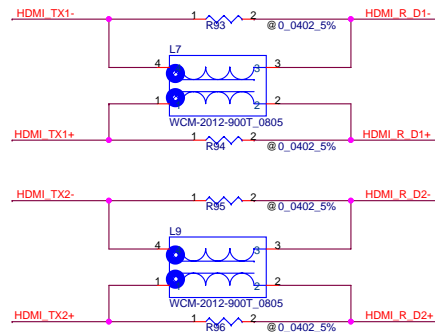 HDMI_TX1- 1 R93 2 @0_0402_5% HDMI_R_D1-
L7
4 3 3
1 2 2
WCM-2012-900T_0805
HDMI_TX1+ 1 R94 2 @0_0402_5% HDMI_R_D1+
HDMI_TX2- 1 R95 2 @0_0402_5% HDMI_R_D2-
L9
4 3 3
1 2 2
WCM-2012-900T_0805
HDMI_TX2+ 1 R96 2 @0_0402_5% HDMI_R_D2+